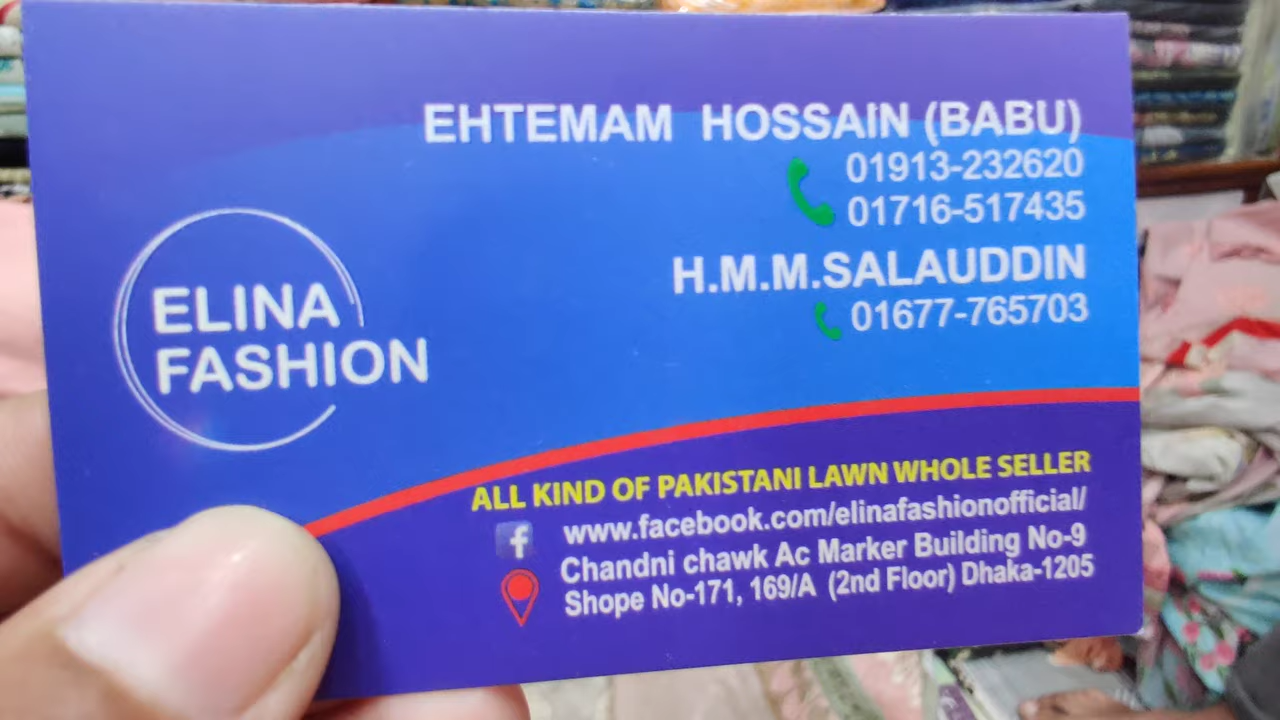 EHTEMAM HOSSAIN (BABU)
01913-232620
01716-517435
H.M.M.SALAUDDIN
01677-765703
ELINA
FASHION
ALL KIND OF PAKISTANI LAWN WHOLE SELLER
f www.facebook.com/elinafashionofficial/
Chandni chawk Ac Marker Building No-9
Shope No-171, 169/A (2nd Floor) Dhaka-1205